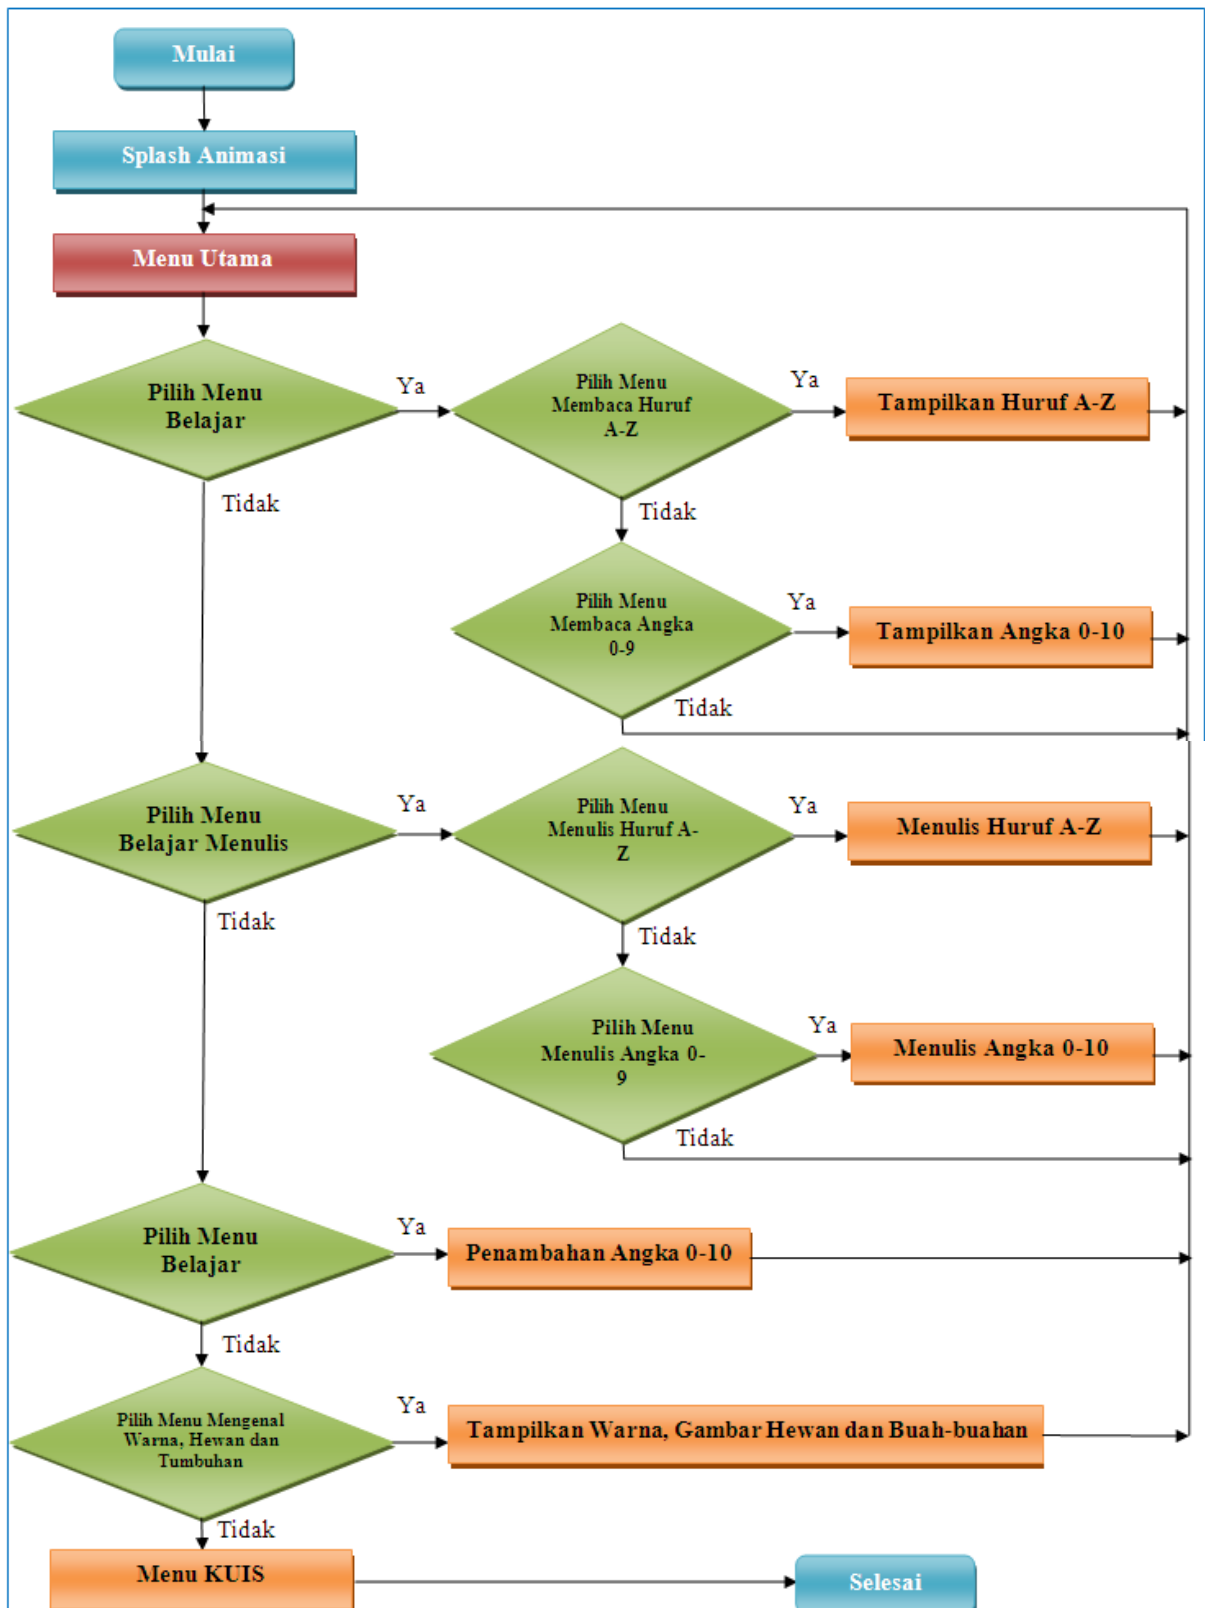 Mulai
Splash Animasi
Menu Utama
Pilih Menu
Belajar
Ya
Pilih Menu
Membaca Huruf
A-Z
Ya
Tampilkan Huruf A-Z
Tidak
Tidak
Pilih Menu
Membaca Angka
0-9
Ya
Tampilkan Angka 0-10
Tidak
Pilih Menu
Belajar Menulis
Ya
Pilih Menu
Menulis Huruf A-
Z
Ya
Menulis Huruf A-Z
Tidak
Tidak
Pilih Menu
Menulis Angka 0-
9
Ya
Menulis Angka 0-10
Tidak
Pilih Menu
Belajar
Ya
Penambahan Angka 0-10
Tidak
Pilih Menu Mengenal
Warna, Hewan dan
Tumbuhan
Ya
Tampilkan Warna, Gambar Hewan dan Buah-buahan
Tidak
Menu KUIS
Selesai